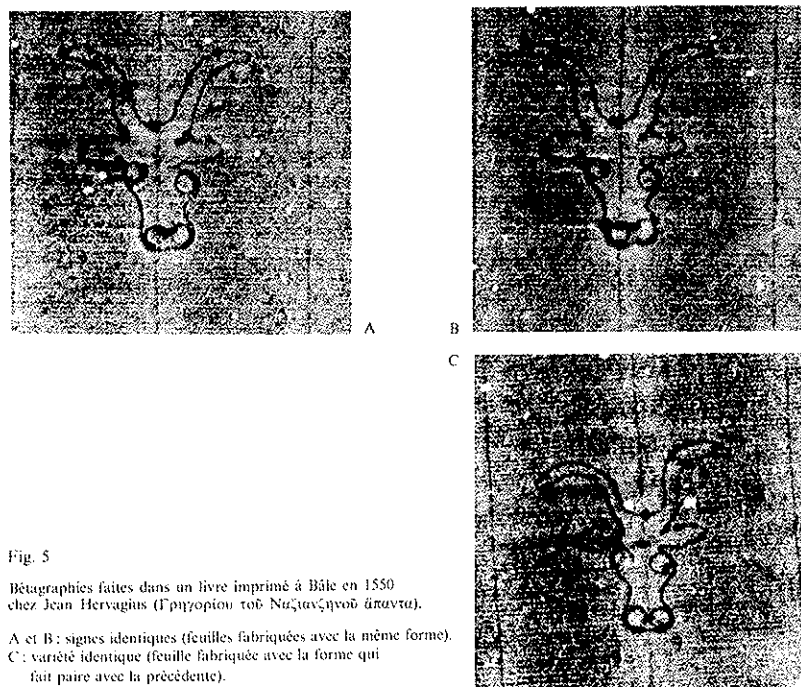 A
B
C
Fig. 5
Bêtagraphies faites dans un livre imprimé à Bâle en 1550
chez Jean Hervagius (Γρηγορίου τοῦ Ναζιανζηνοῦ ἅπαντα).
A et B : signes identiques (feuilles fabriquées avec la même forme).
C : variété identique (feuille fabriquée avec la forme qui
fait paire avec la précédente).